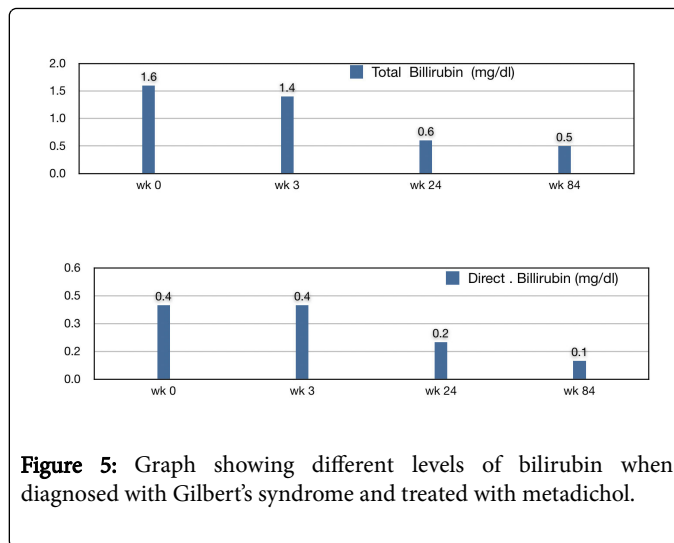 2.0
Total Billirubin (mg/dl)
1.6
1.5
1.4
1.0
0.6
0.5
0.5
0.0
wk 0 wk 3 wk 24 wk 84
0.6
Direct . Billirubin (mg/dl)
0.5
0.4 0.4
0.3
0.2
0.2
0.1
0.0
wk 0 wk 3 wk 24 wk 84
Figure 5: Graph showing different levels of bilirubin when
diagnosed with Gilbert's syndrome and treated with metadichol.